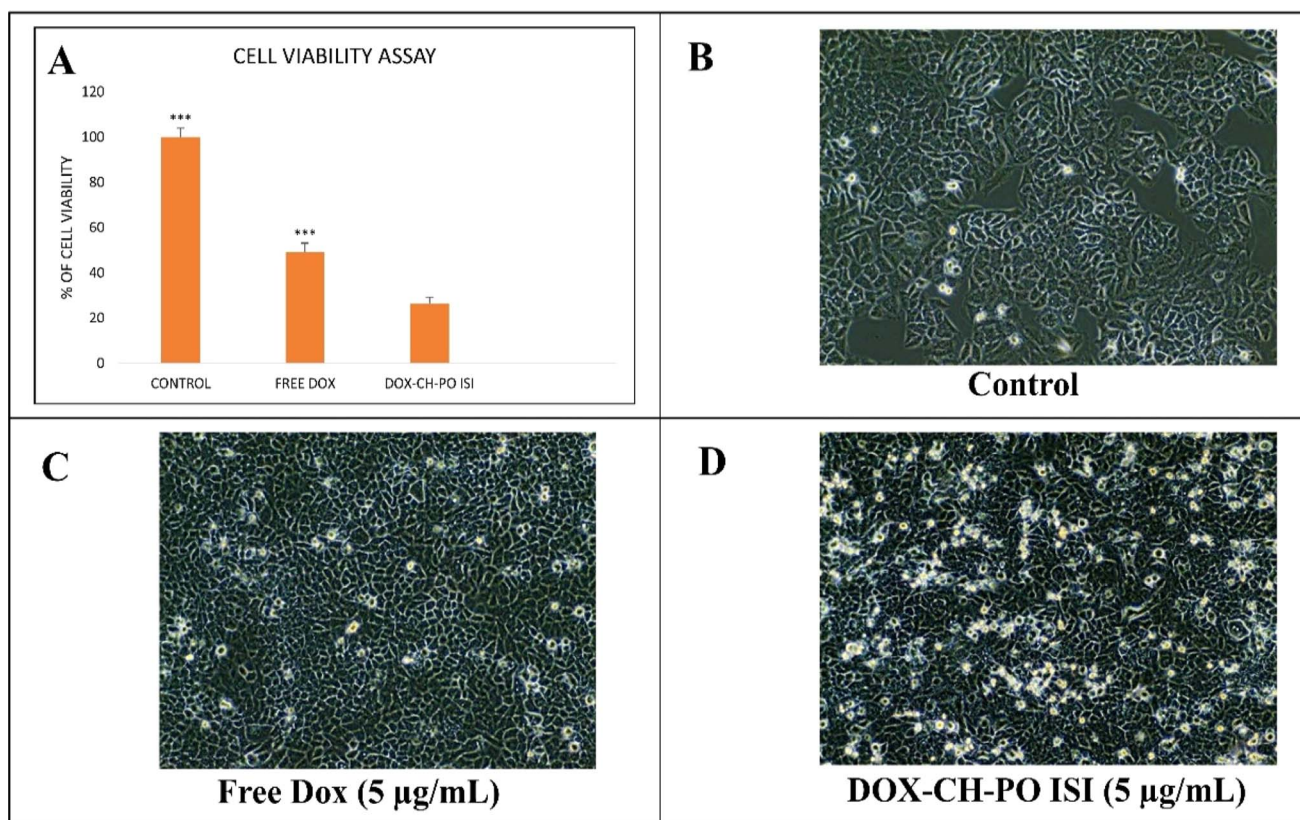 A
CELL VIABILITY ASSAY
% OF CELL VIABILITY
120
100
80
60
40
20
0
***
***
CONTROL
FREE DOX
DOX-CH-PO ISI
B
Control
C
Free Dox (5 µg/mL)
D
DOX-CH-PO ISI (5 µg/mL)